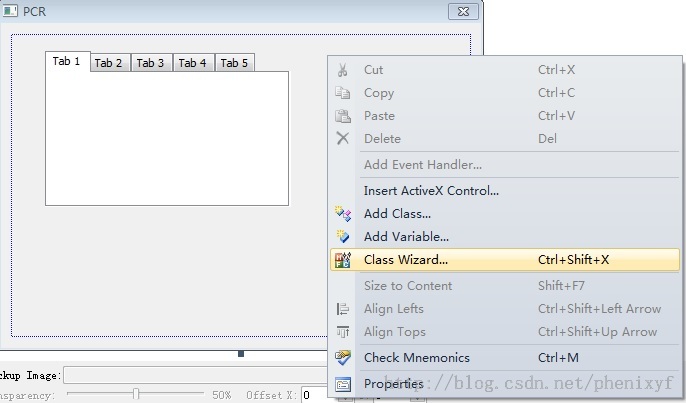 PCR
Tab 1 Tab 2 Tab 3 Tab 4 Tab 5
Cut Ctrl+X
Copy Ctrl+C
Paste Ctrl+V
Delete Del
Add Event Handler...
Insert ActiveX Control...
Add Class...
Add Variable...
Class Wizard... Ctrl+Shift+X
Size to Content Shift+F7
Align Lefts Ctrl+Shift+Left Arrow
Align Tops Ctrl+Shift+Up Arrow
Check Mnemonics Ctrl+M
Properties
http://blog.csdn.net/phenixyf
ckup Image:
nsparency: 50% Offset X: 0